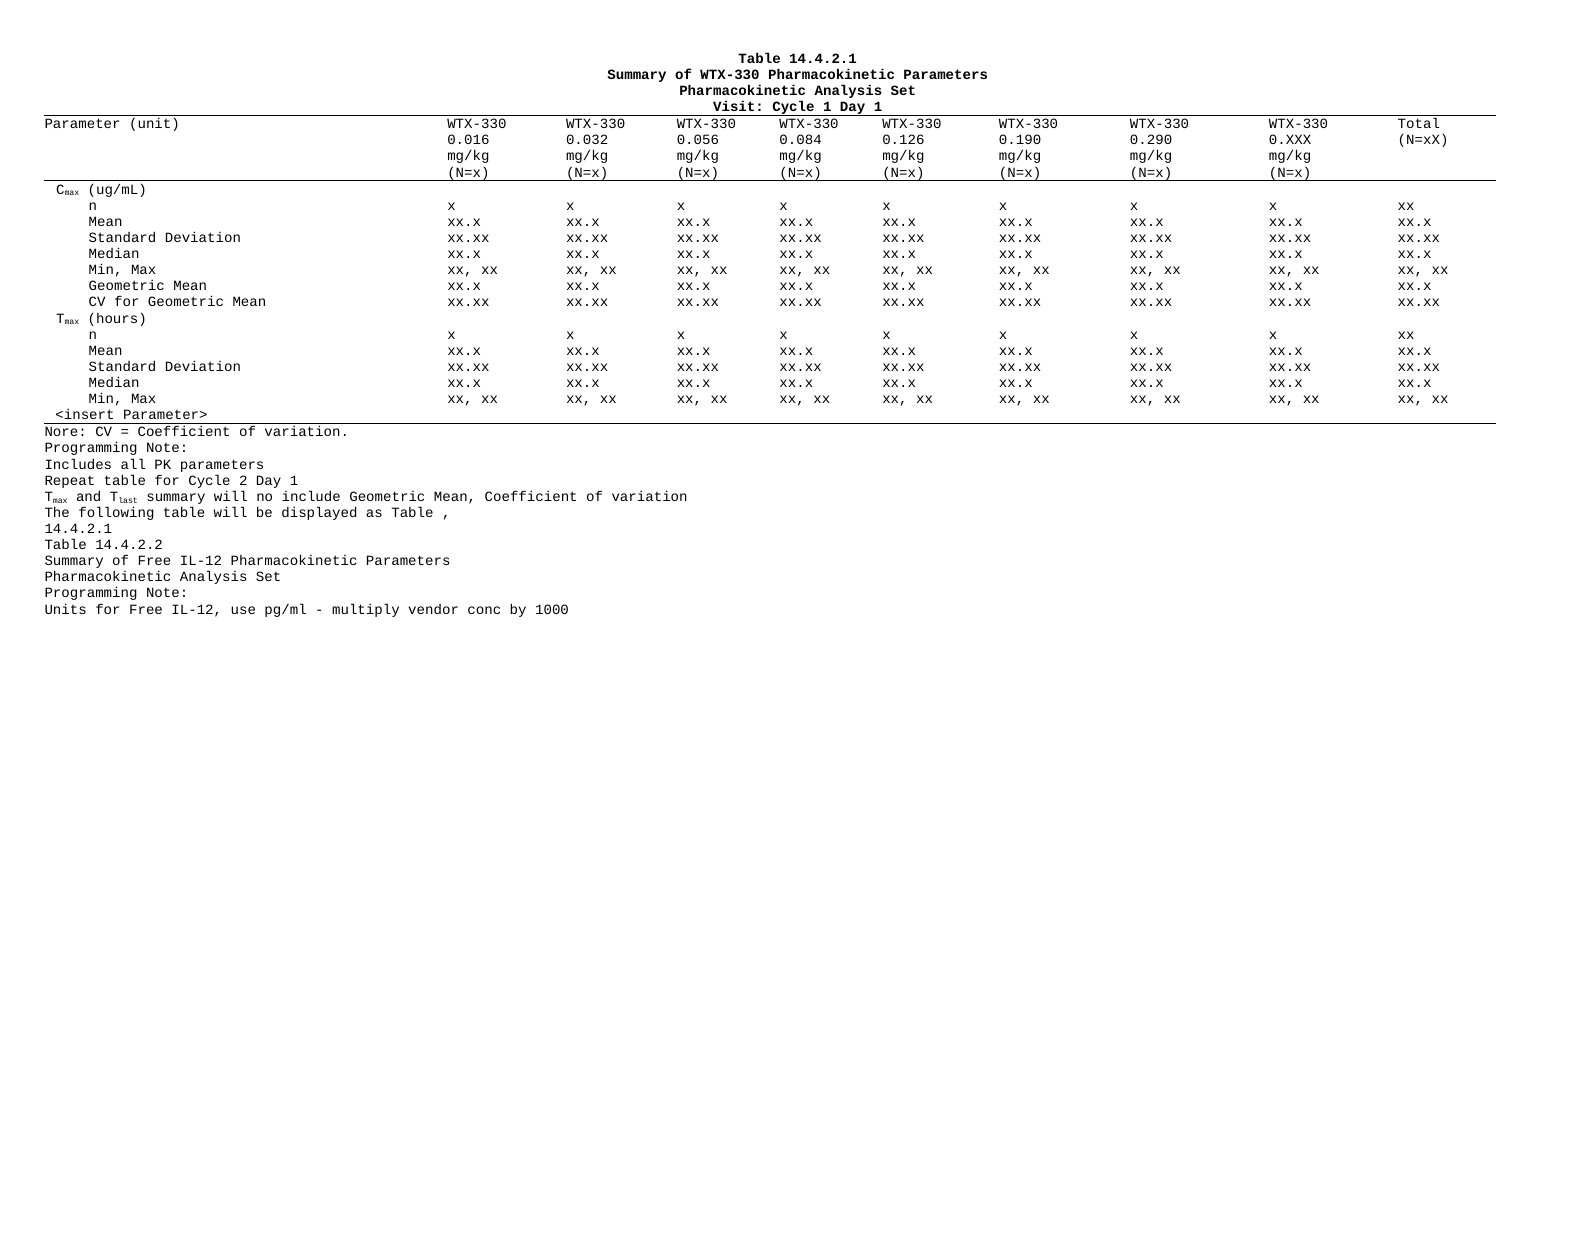 Table 14.4.2.1
Summary of WTX-330 Pharmacokinetic Parameters
Pharmacokinetic Analysis Set
Visit: Cycle 1 Day 1
Parameter (unit) WTX-330 WTX-330 WTX-330 WTX-330 WTX-330 WTX-330 WTX-330 WTX-330 Total
0.016 0.032 0.056 0.084 0.126 0.190 0.290 0.XXX (N=xX)
mg/kg mg/kg mg/kg mg/kg mg/kg mg/kg mg/kg mg/kg
(N=x) (N=x) (N=x) (N=x) (N=x) (N=x) (N=x) (N=x)
Cmax (ug/mL)
n x x x x x x x x xx
Mean xx.x xx.x xx.x xx.x xx.x xx.x xx.x xx.x xx.x
Standard Deviation xx.xx xx.xx xx.xx xx.xx xx.xx xx.xx xx.xx xx.xx xx.xx
Median xx.x xx.x xx.x xx.x xx.x xx.x xx.x xx.x xx.x
Min, Max xx, xx xx, xx xx, xx xx, xx xx, xx xx, xx xx, xx xx, xx xx, xx
Geometric Mean xx.x xx.x xx.x xx.x xx.x xx.x xx.x xx.x xx.x
CV for Geometric Mean xx.xx xx.xx xx.xx xx.xx xx.xx xx.xx xx.xx xx.xx xx.xx
Tmax (hours)
n x x x x x x x x xx
Mean xx.x xx.x xx.x xx.x xx.x xx.x xx.x xx.x xx.x
Standard Deviation xx.xx xx.xx xx.xx xx.xx xx.xx xx.xx xx.xx xx.xx xx.xx
Median xx.x xx.x xx.x xx.x xx.x xx.x xx.x xx.x xx.x
Min, Max xx, xx xx, xx xx, xx xx, xx xx, xx xx, xx xx, xx xx, xx xx, xx
<insert Parameter>
Nore: CV = Coefficient of variation.
Programming Note:
Includes all PK parameters
Repeat table for Cycle 2 Day 1
Tmax and Tlast summary will no include Geometric Mean, Coefficient of variation
The following table will be displayed as Table ,
14.4.2.1
Table 14.4.2.2
Summary of Free IL-12 Pharmacokinetic Parameters
Pharmacokinetic Analysis Set
Programming Note:
Units for Free IL-12, use pg/ml - multiply vendor conc by 1000